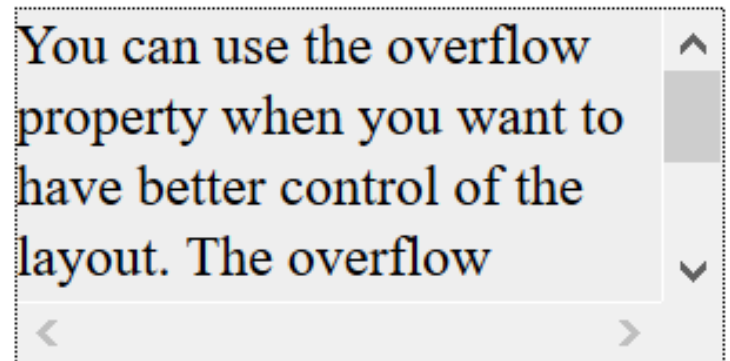 You can use the overflow
property when you want to
have better control of the
layout. The overflow